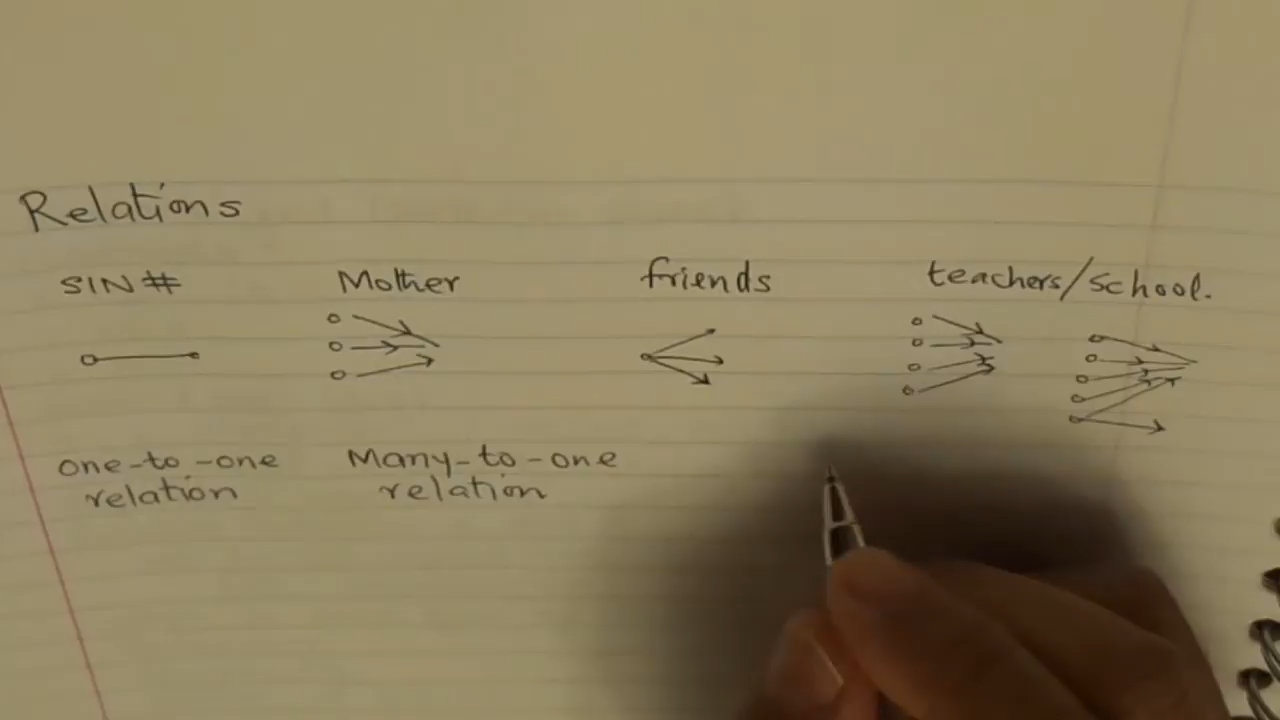 Relations
SIN # Mother friends teachers/school.
one-to-one Many-to-one
relation relation